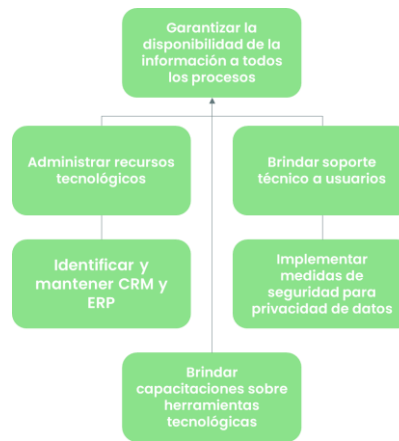 Garantizar la
disponibilidad de la
información a todos
los procesos
Administrar recursos
tecnológicos
Brindar soporte
técnico a usuarios
Identificar y
mantener CRM y
ERP
Implementar
medidas de
seguridad para
privacidad de datos
Brindar
capacitaciones sobre
herramientas
tecnológicas